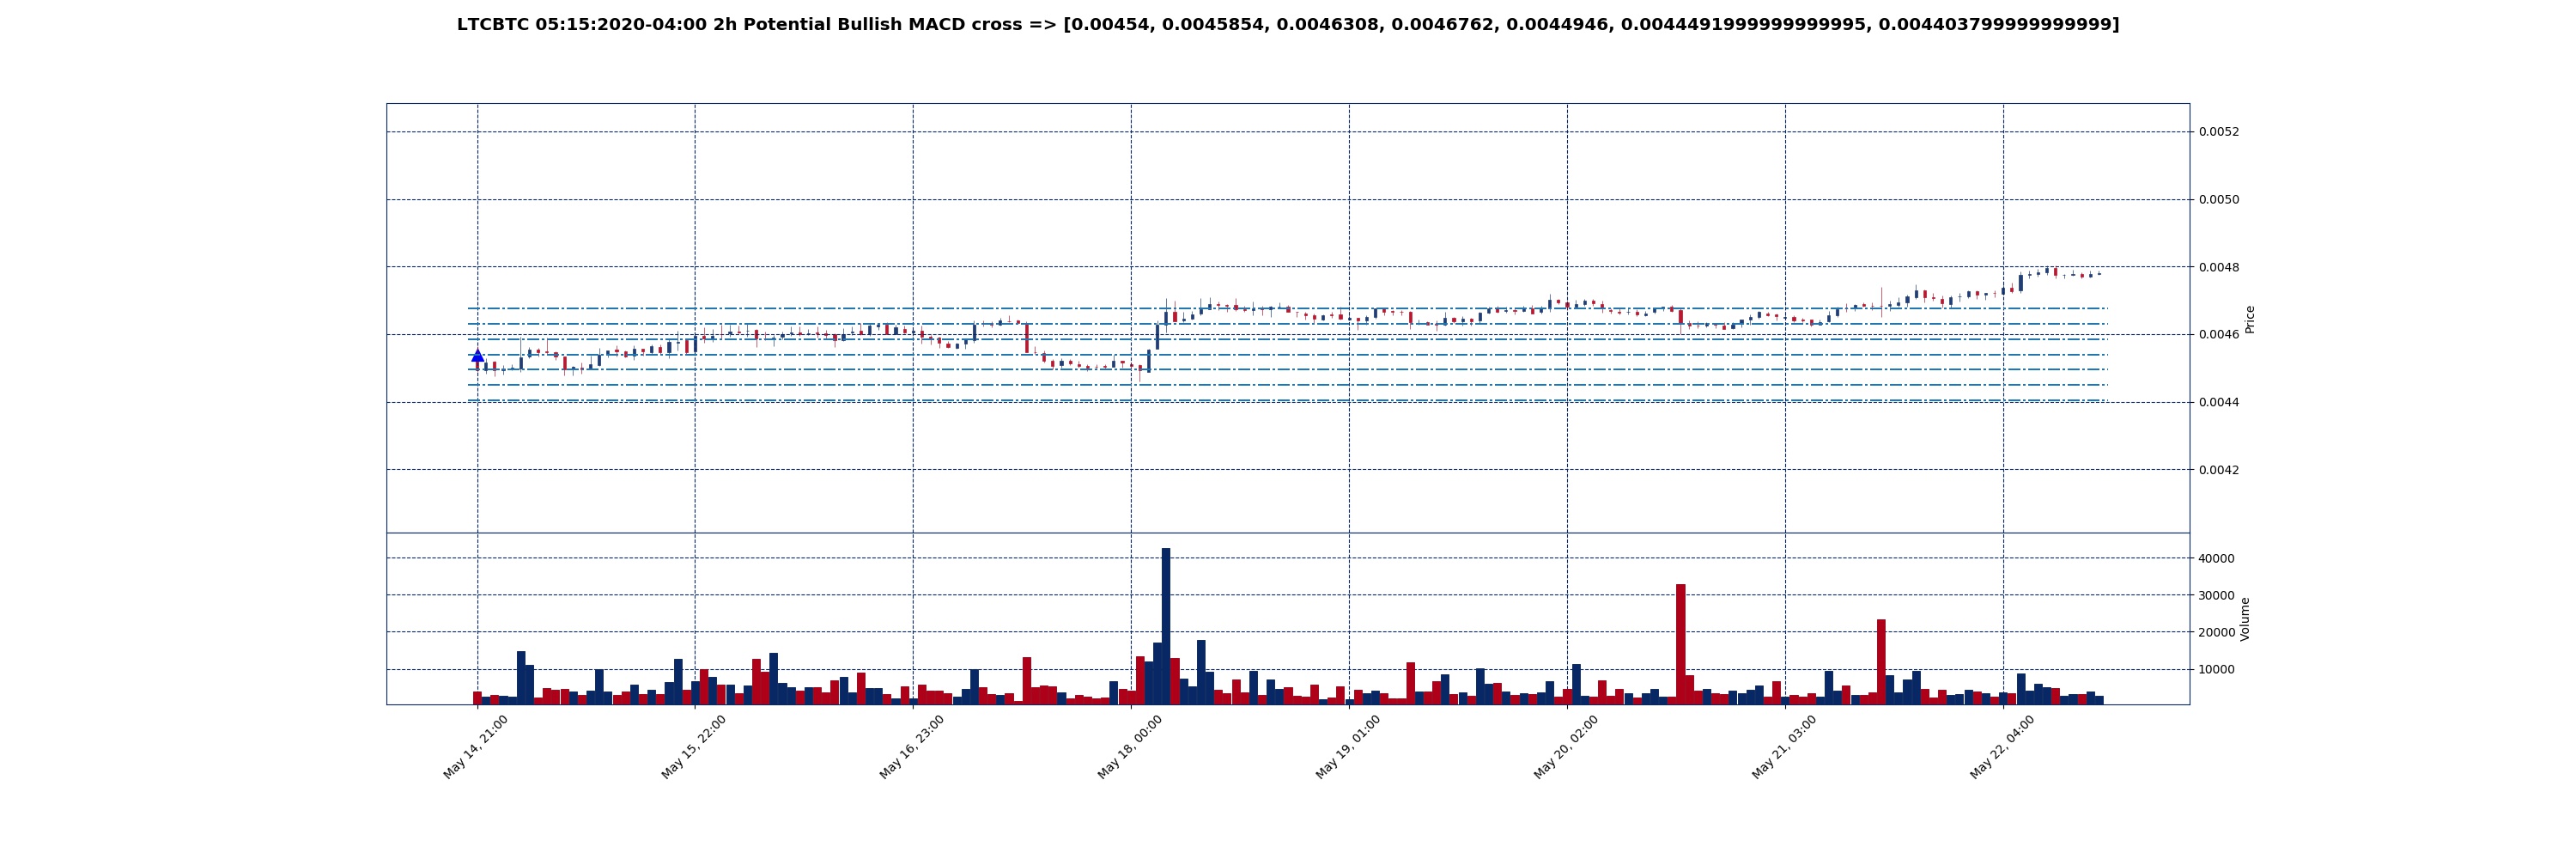 LTCBTC 05:15:2020-04:00 2h Potential Bullish MACD cross => [0.00454, 0.0045854, 0.0046308, 0.0046762, 0.0044946, 0.0044491999999999995, 0.004403799999999999]
0.0052
0.0050
0.0048
0.0046
0.0044
0.0042
Price
40000
30000
20000
10000
Volume
May 14, 21:00
May 15, 22:00
May 16, 23:00
May 18, 00:00
May 19, 01:00
May 20, 02:00
May 21, 03:00
May 22, 04:00